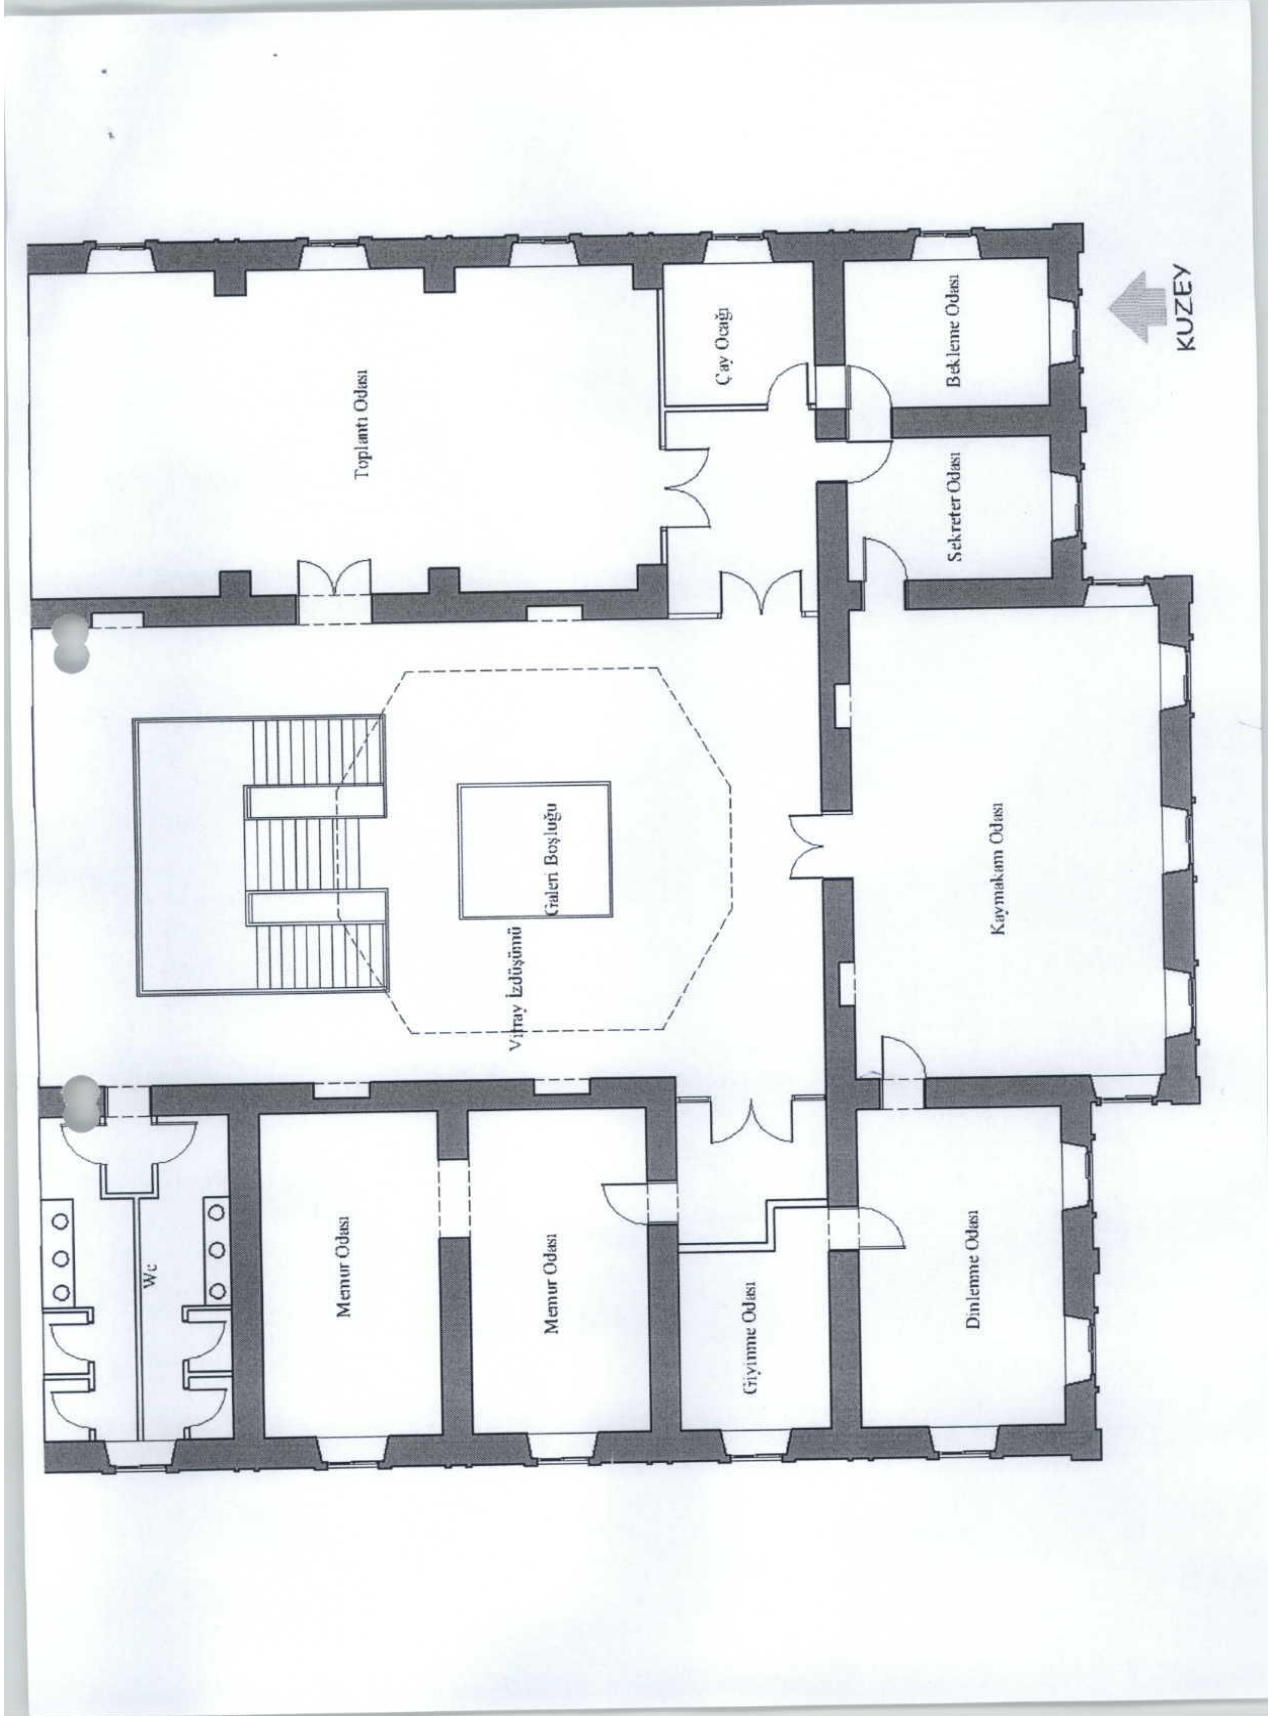 Toplantı Odası
Çay Ocağı
Bekleme Odası
KUZEY
Sekreter Odası
Galeri Boşluğu
Vitray İzdüşümü
Kaymakam Odası
Wc
Memur Odası
Memur Odası
Giyinme Odası
Dinlenme Odası